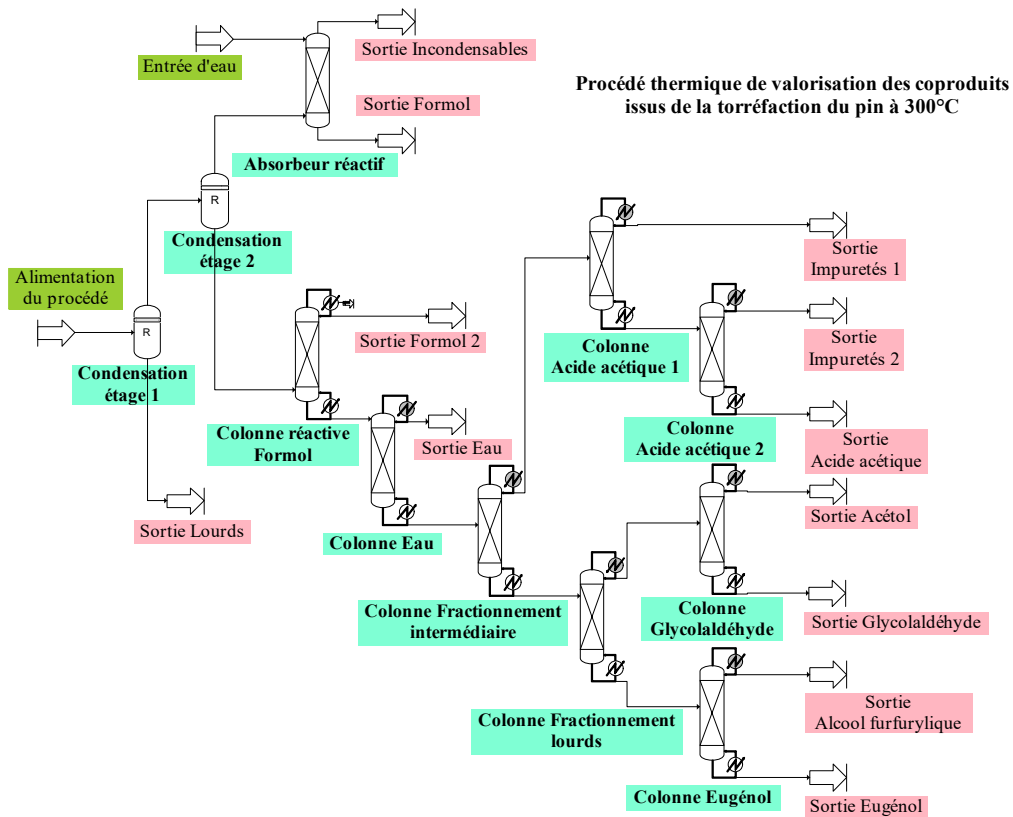 Sortie Incondensables
Entrée d'eau
Procédé thermique de valorisation des coproduits
issus de la torréfaction du pin à 300°C
Sortie Formol
Absorbeur réactif
R
Condensation
étage 2
Sortie
Impuretés 1
Alimentation
du procédé
R
Condensation
étage 1
Sortie Formol 2
Colonne
Acide acétique 1
Sortie
Impuretés 2
Colonne réactive
Formol
Sortie Eau
Colonne
Acide acétique 2
Sortie
Acide acétique
Sortie Lourds
Colonne Eau
Sortie Acétol
Colonne Fractionnement
intermédiaire
Colonne
Glycolaldéhyde
Sortie Glycolaldéhyde
Colonne Fractionnement
lourds
Sortie
Alcool furfurylique
Colonne Eugénol
Sortie Eugénol